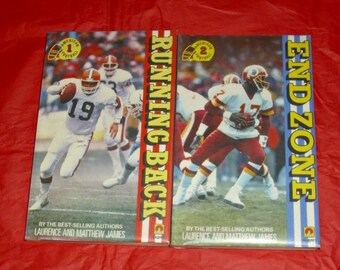 1
RUNNING BACK
19
BY THE BEST-SELLING AUTHORS
LAURENCE AND MATTHEW JAMES
2
END ZONE
17
BY THE BEST-SELLING AUTHORS
LAURENCE AND MATTHEW JAMES